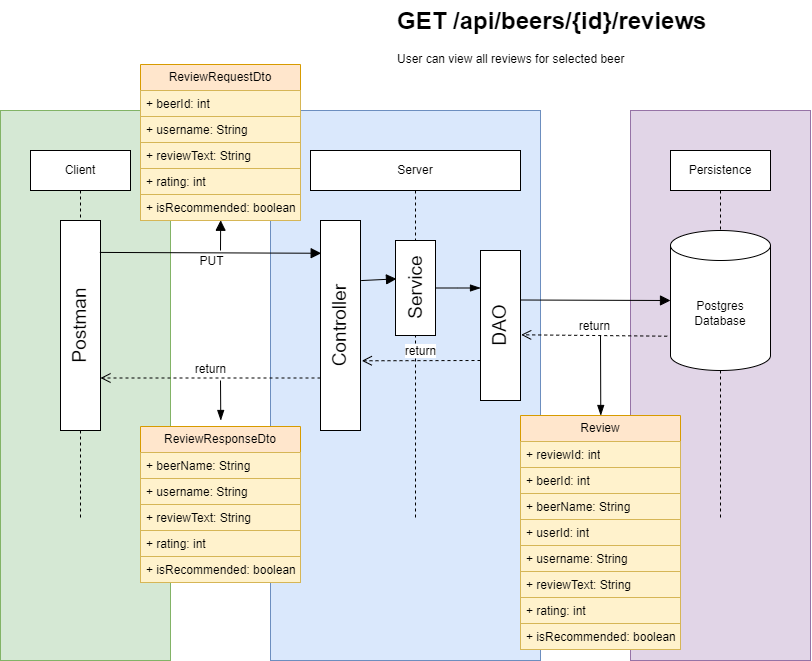 GET /api/beers/{id}/reviews
User can view all reviews for selected beer
ReviewRequestDto
+ beerId: int
+ username: String
+ reviewText: String
+ rating: int
+ isRecommended: boolean
Client
Server
Persistence
Postman
PUT
Controller
Service
DAO
Postgres
Database
return
return
return
ReviewResponseDto
+ beerName: String
+ username: String
+ reviewText: String
+ rating: int
+ isRecommended: boolean
Review
+ reviewId: int
+ beerId: int
+ beerName: String
+ userId: int
+ username: String
+ reviewText: String
+ rating: int
+ isRecommended: boolean